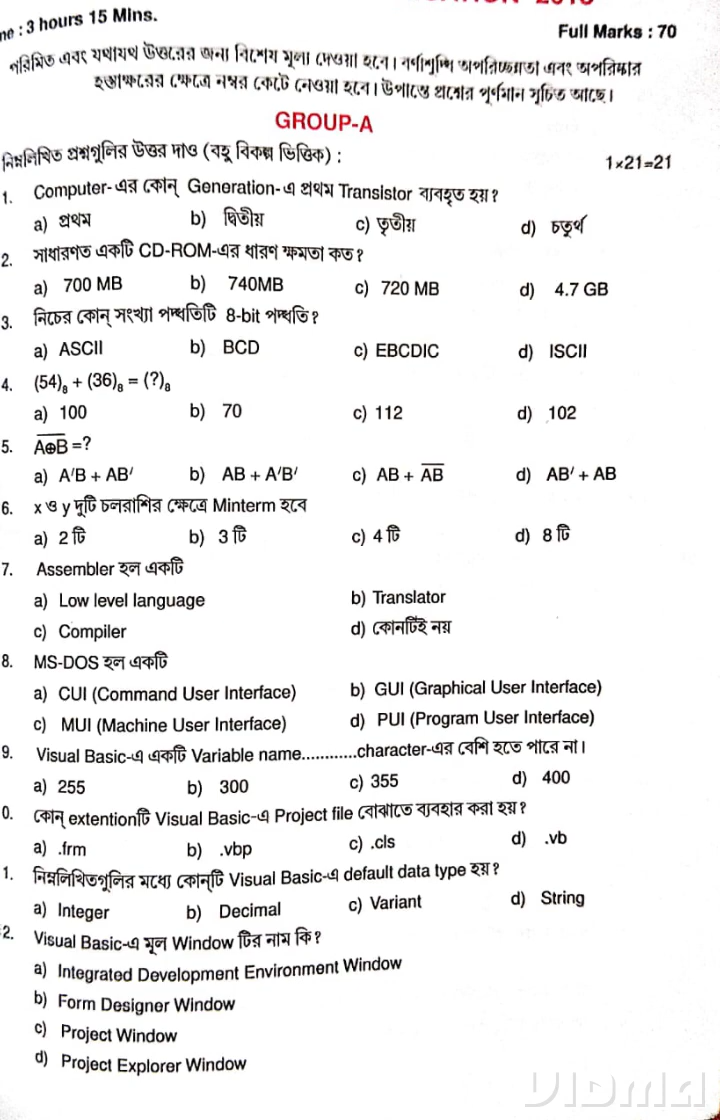 : 3 hours 15 Mins.
Full Marks : 70
পরিমিত এবং যথাযথ উত্তরের জন্য বিশেষ মূল্য দেওয়া হবে। বর্ণাশুদ্ধি অপরিচ্ছন্নতা এবং অপরিষ্কার
হস্তাক্ষরের ক্ষেত্রে নম্বর কেটে নেওয়া হবে। উপান্তে প্রশ্নের পূর্ণমান সূচিত আছে।
GROUP-A
নিম্নলিখিত প্রশ্নগুলির উত্তর দাও (বহু বিকল্প ভিত্তিক) : 1×21=21
1. Computer-এর কোন্ Generation-এ প্রথম Transistor ব্যবহৃত হয়?
a) প্রথম b) দ্বিতীয় c) তৃতীয় d) চতুর্থ
2. সাধারণত একটি CD-ROM-এর ধারণ ক্ষমতা কত?
a) 700 MB b) 740MB c) 720 MB d) 4.7 GB
3. নিচের কোন্ সংখ্যা পদ্ধতিটি 8-bit পদ্ধতি?
a) ASCII b) BCD c) EBCDIC d) ISCII
4. (54)₈ + (36)₈ = (?)₈
a) 100 b) 70 c) 112 d) 102
5. A̅⊕̅B̅ =?
a) A′B + AB′ b) AB + A′B′ c) AB + A̅B̅ d) AB′ + AB
6. x ও y দুটি চলরাশির ক্ষেত্রে Minterm হবে
a) 2 টি b) 3 টি c) 4 টি d) 8 টি
7. Assembler হল একটি
a) Low level language b) Translator
c) Compiler d) কোনটিই নয়
8. MS-DOS হল একটি
a) CUI (Command User Interface) b) GUI (Graphical User Interface)
c) MUI (Machine User Interface) d) PUI (Program User Interface)
9. Visual Basic-এ একটি Variable name............character-এর বেশি হতে পারে না।
a) 255 b) 300 c) 355 d) 400
0. কোন্ extentionটি Visual Basic-এ Project file বোঝাতে ব্যবহার করা হয়?
a) .frm b) .vbp c) .cls d) .vb
1. নিম্নলিখিতগুলির মধ্যে কোন্‌টি Visual Basic-এ default data type হয়?
a) Integer b) Decimal c) Variant d) String
2. Visual Basic-এ মূল Window টির নাম কি?
a) Integrated Development Environment Window
b) Form Designer Window
c) Project Window
d) Project Explorer Window